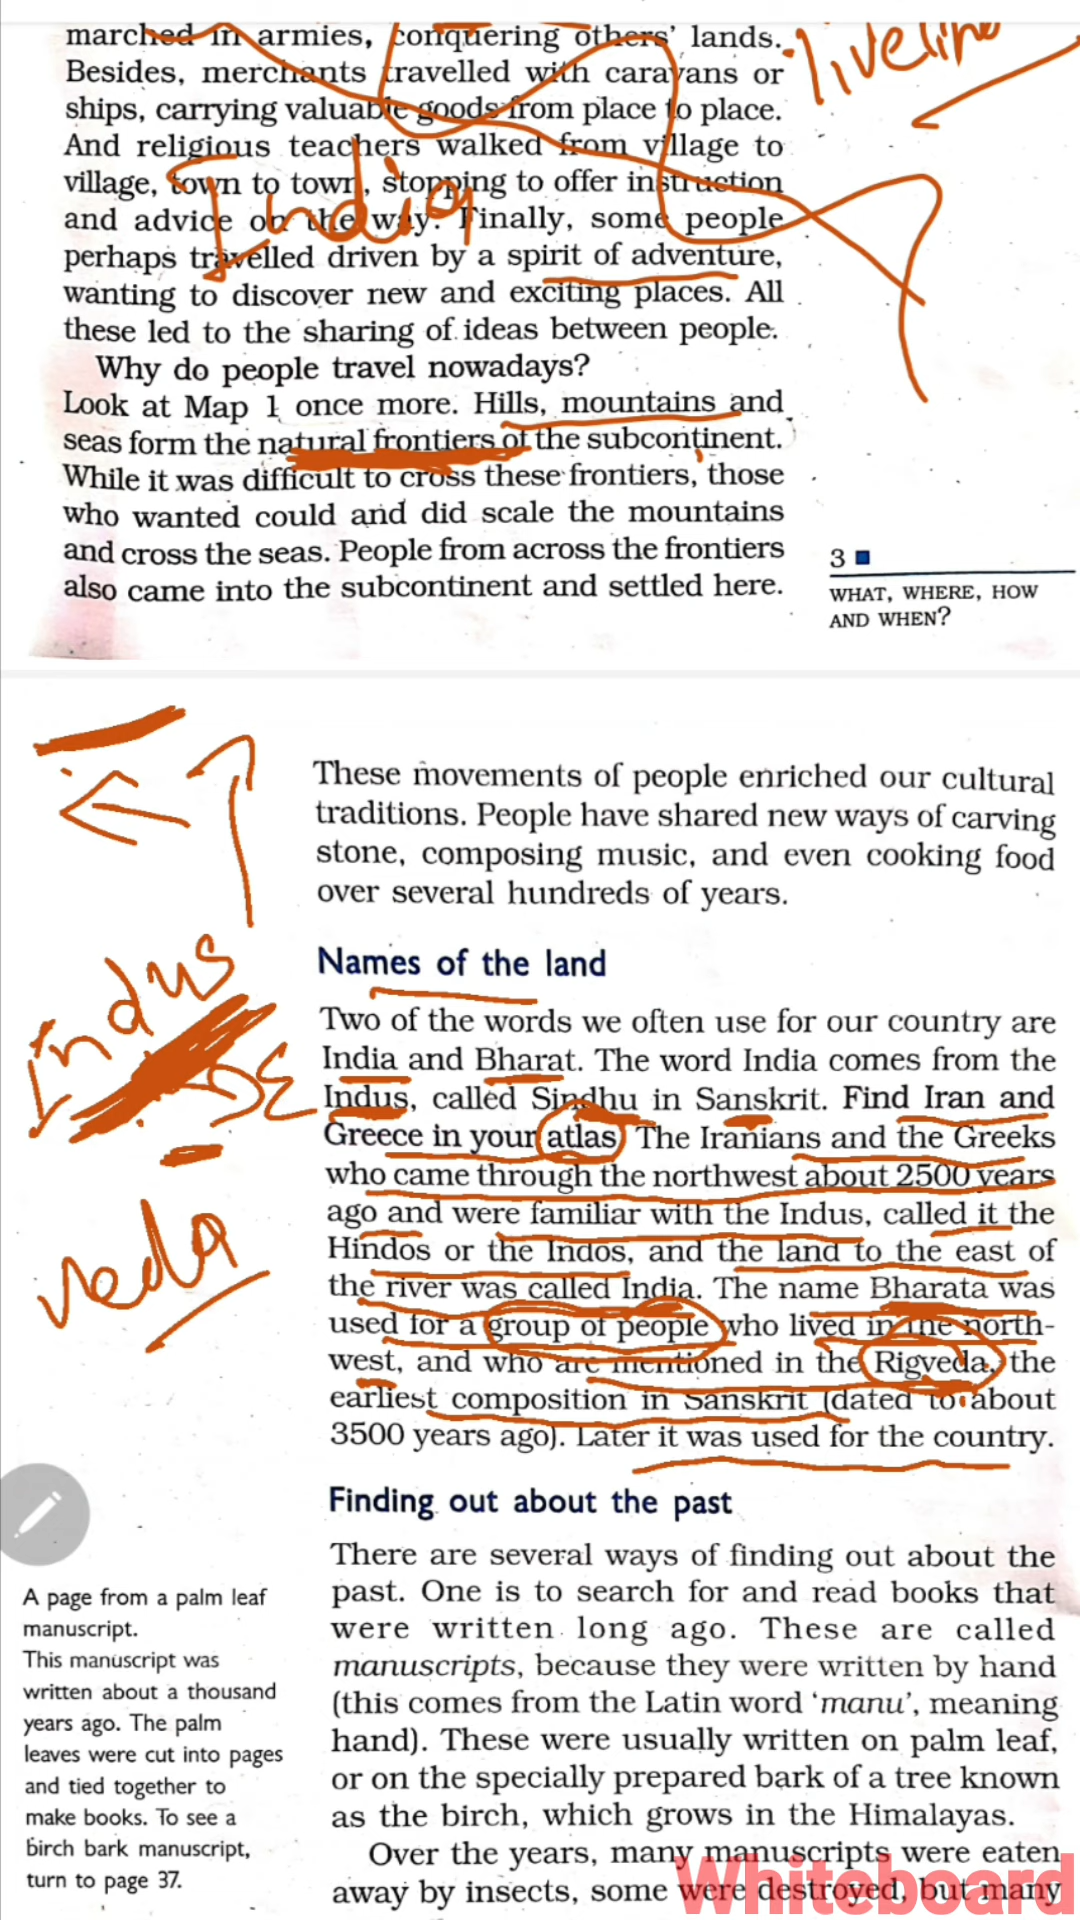 marched in armies, conquering others' lands.
Besides, merchants travelled with caravans or
ships, carrying valuable goods from place to place.
And religious teachers walked from village to
village, town to town, stopping to offer instruction
and advice on the way. Finally, some people
perhaps travelled driven by a spirit of adventure,
wanting to discover new and exciting places. All
these led to the sharing of ideas between people.
Why do people travel nowadays?
Look at Map 1 once more. Hills, mountains and
seas form the natural frontiers of the subcontinent.
While it was difficult to cross these frontiers, those
who wanted could and did scale the mountains
and cross the seas. People from across the frontiers
also came into the subcontinent and settled here.
India
3
WHAT, WHERE, HOW
AND WHEN?
These movements of people enriched our cultural
traditions. People have shared new ways of carving
stone, composing music, and even cooking food
over several hundreds of years.
Names of the land
Two of the words we often use for our country are
India and Bharat. The word India comes from the
Indus, called Sindhu in Sanskrit. Find Iran and
Greece in your atlas. The Iranians and the Greeks
who came through the northwest about 2500 years
ago and were familiar with the Indus, called it the
Hindos or the Indos, and the land to the east of
the river was called India. The name Bharata was
used for a group of people who lived in the north-
west, and who are mentioned in the Rigveda, the
earliest composition in Sanskrit (dated to about
3500 years ago). Later it was used for the country.
Indus
veda
Finding out about the past
There are several ways of finding out about the
past. One is to search for and read books that
were written long ago. These are called
manuscripts, because they were written by hand
(this comes from the Latin word 'manu', meaning
hand). These were usually written on palm leaf,
or on the specially prepared bark of a tree known
as the birch, which grows in the Himalayas.
Over the years, many manuscripts were eaten
away by insects, some were destroyed, but many
A page from a palm leaf
manuscript.
This manuscript was
written about a thousand
years ago. The palm
leaves were cut into pages
and tied together to
make books. To see a
birch bark manuscript,
turn to page 37.
Whiteboard